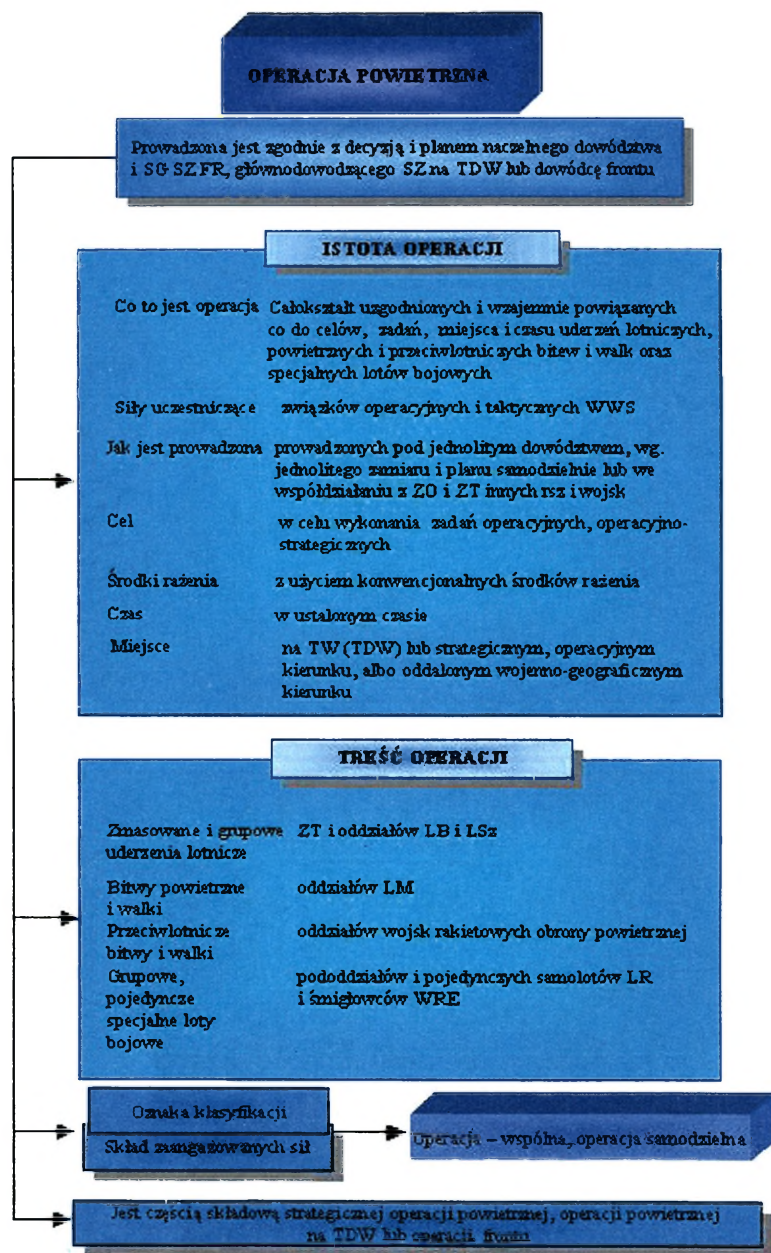 OPERACJA POWIETRZNA
Prowadzona jest zgodnie z decyzją i planem naczelnego dowództwa
i SG SZ FR, głównodowodzącego SZ na TDW lub dowódcę frontu
ISTOTA OPERACJI
Co to jest operacja Całokształt uzgodnionych i wzajemnie powiązanych
co do celów, zadań, miejsca i czasu uderzeń lotniczych,
powietrznych i przeciwlotniczych bitew i walk oraz
specjalnych lotów bojowych
Siły uczestniczące związków operacyjnych i taktycznych WWS
Jak jest prowadzona prowadzonych pod jednolitym dowództwem, wg.
jednolitego zamiaru i planu samodzielnie lub we
współdziałaniu z ZO i ZT innych rsz i wojsk
Cel w celu wykonania zadań operacyjnych, operacyjno-
strategicznych
Środki rażenia z użyciem konwencjonalnych środków rażenia
Czas w ustalonym czasie
Miejsce na TW (TDW) lub strategicznym, operacyjnym
kierunku, albo oddalonym wojenno-geograficznym
kierunku
TREŚĆ OPERACJI
Zmasowane i grupowe ZT i oddziałów LB i LSz
uderzenia lotnicze
Bitwy powietrzne oddziałów LM
i walki
Przeciwlotnicze oddziałów wojsk rakietowych obrony powietrznej
bitwy i walki
Grupowe, pododdziałów i pojedynczych samolotów LR
pojedyncze i śmigłowców WRE
specjalne loty
bojowe
Oznaka klasyfikacji
Skład zaangażowanych sił
Operacja – wspólna, operacja samodzielna
Jest częścią składową strategicznej operacji powietrznej, operacji powietrznej
na TDW lub operacji frontu